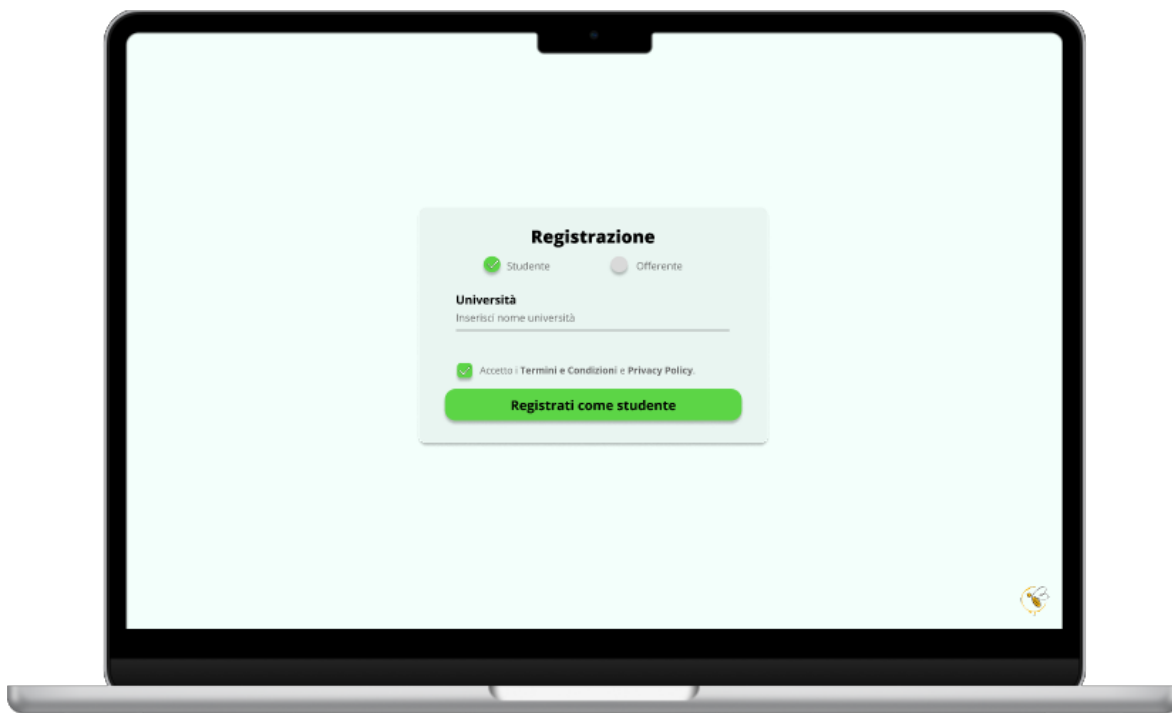 Registrazione
Studente Offerente
Università
Inserisci nome università
Accetto i Termini e Condizioni e Privacy Policy.
Registrati come studente